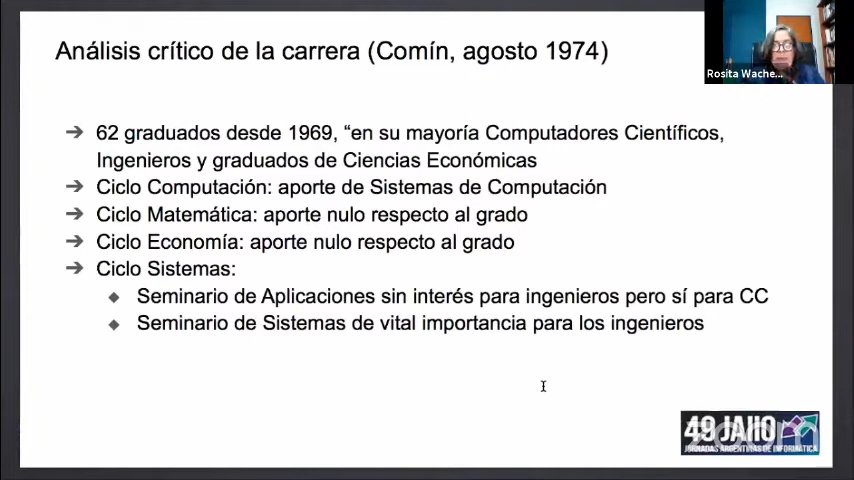 Análisis crítico de la carrera (Comín, agosto 1974)
Rosita Wache...
➔ 62 graduados desde 1969, “en su mayoría Computadores Científicos,
Ingenieros y graduados de Ciencias Económicas
➔ Ciclo Computación: aporte de Sistemas de Computación
➔ Ciclo Matemática: aporte nulo respecto al grado
➔ Ciclo Economía: aporte nulo respecto al grado
➔ Ciclo Sistemas:
◆ Seminario de Aplicaciones sin interés para ingenieros pero sí para CC
◆ Seminario de Sistemas de vital importancia para los ingenieros
49 JAIIO
zoom
JORNADAS ARGENTINAS DE INFORMÁTICA